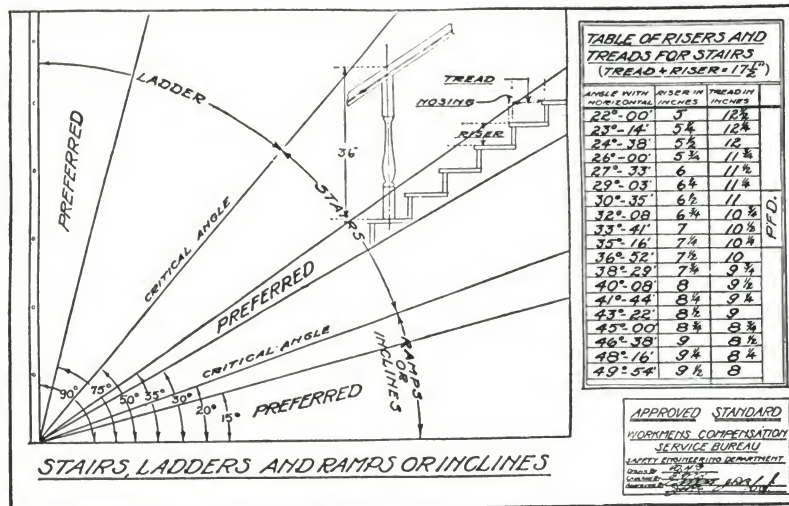 LADDER
PREFERRED
CRITICAL ANGLE
STAIRS
36"
TREAD
NOSING
RISER
PREFERRED
CRITICAL ANGLE
RAMPS
OR
INCLINES
PREFERRED
90°
75°
50°
35°
30°
20°
15°
STAIRS, LADDERS AND RAMPS OR INCLINES
TABLE OF RISERS AND
TREADS FOR STAIRS
(TREAD + RISER = 17½")
ANGLE WITH HORIZONTAL RISER IN INCHES TREAD IN INCHES
22°-00' 5 12½
23°-14' 5¼ 12¼
24°-38' 5½ 12
26°-00' 5¾ 11¾
27°-33' 6 11½
29°-03' 6¼ 11¼
30°-35' 6½ 11
32°-08 6¾ 10¾
33°-41' 7 10½
35°-16' 7¼ 10¼
36°-52' 7½ 10
38°-29' 7¾ 9¾
40°-08' 8 9½
41°-44' 8¼ 9¼
43°-22' 8½ 9
45°-00' 8¾ 8¾
46°-38' 9 8½
48°-16' 9¼ 8¼
49°-54' 9½ 8
PF'D.
APPROVED STANDARD
WORKMENS COMPENSATION
SERVICE BUREAU
SAFETY ENGINEERING DEPARTMENT